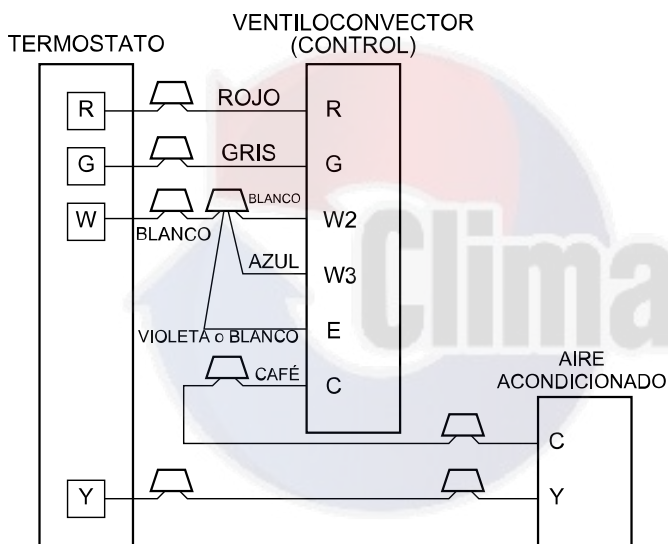 TERMOSTATO
VENTILOCONVECTOR
(CONTROL)
R
ROJO
R
G
GRIS
G
W
BLANCO
BLANCO
W2
AZUL
W3
VIOLETA o BLANCO
E
CAFÉ
C
AIRE
ACONDICIONADO
C
Y
Y
Clima